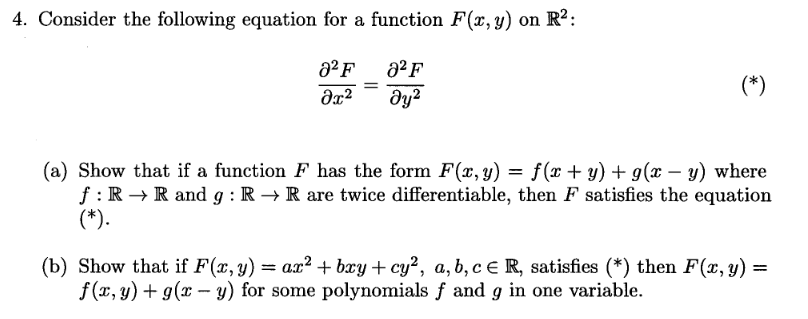 4. Consider the following equation for a function F(x, y) on ℝ²:
∂²F/∂x² = ∂²F/∂y² (*)
(a) Show that if a function F has the form F(x, y) = f(x + y) + g(x − y) where
f : ℝ → ℝ and g : ℝ → ℝ are twice differentiable, then F satisfies the equation
(*).
(b) Show that if F(x, y) = ax² + bxy + cy², a, b, c ∈ ℝ, satisfies (*) then F(x, y) =
f(x, y) + g(x − y) for some polynomials f and g in one variable.